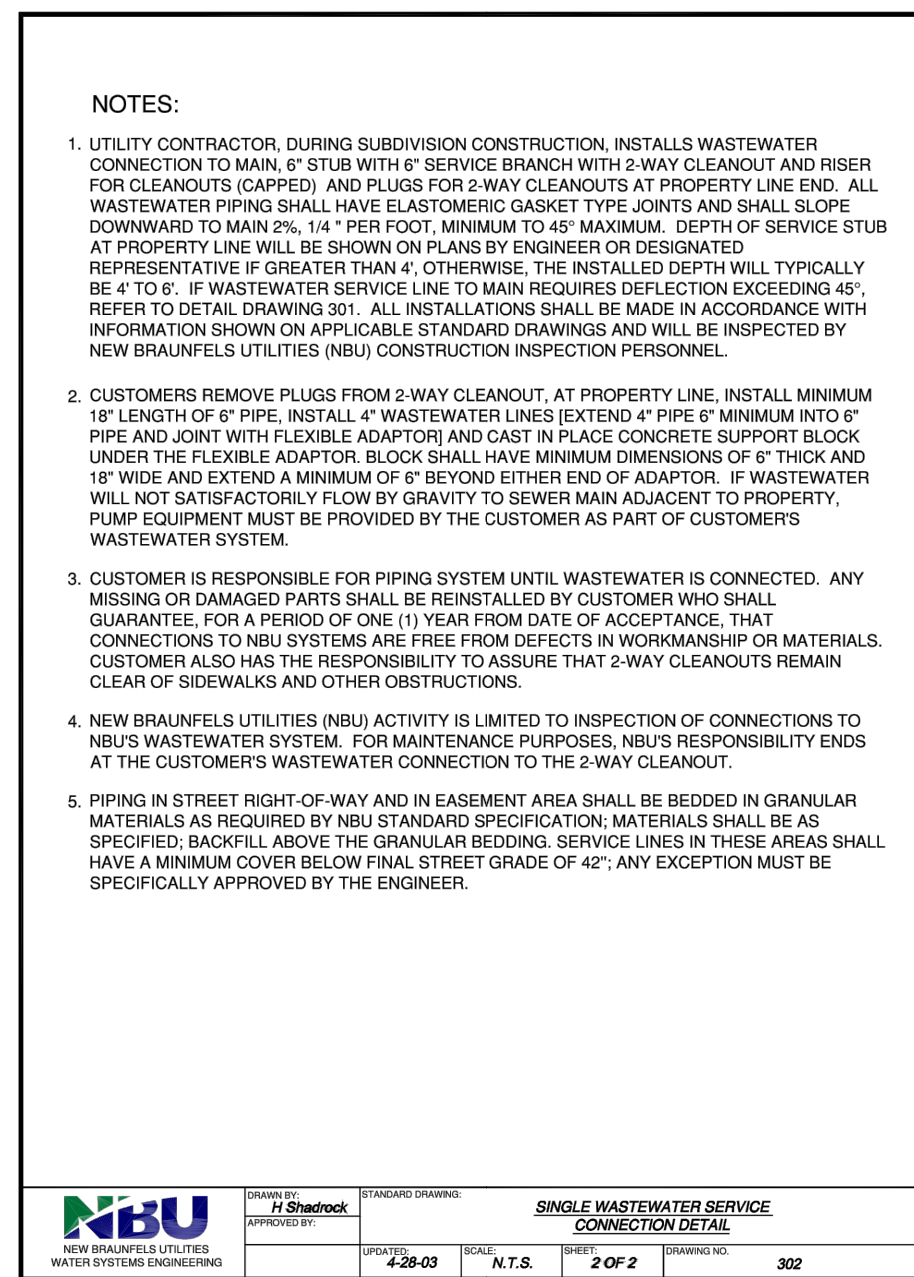 NOTES:
1. UTILITY CONTRACTOR, DURING SUBDIVISION CONSTRUCTION, INSTALLS WASTEWATER
CONNECTION TO MAIN, 6" STUB WITH 6" SERVICE BRANCH WITH 2-WAY CLEANOUT AND RISER
FOR CLEANOUTS (CAPPED) AND PLUGS FOR 2-WAY CLEANOUTS AT PROPERTY LINE END. ALL
WASTEWATER PIPING SHALL HAVE ELASTOMERIC GASKET TYPE JOINTS AND SHALL SLOPE
DOWNWARD TO MAIN 2%, 1/4 " PER FOOT, MINIMUM TO 45° MAXIMUM. DEPTH OF SERVICE STUB
AT PROPERTY LINE WILL BE SHOWN ON PLANS BY ENGINEER OR DESIGNATED
REPRESENTATIVE IF GREATER THAN 4', OTHERWISE, THE INSTALLED DEPTH WILL TYPICALLY
BE 4' TO 6'. IF WASTEWATER SERVICE LINE TO MAIN REQUIRES DEFLECTION EXCEEDING 45°,
REFER TO DETAIL DRAWING 301. ALL INSTALLATIONS SHALL BE MADE IN ACCORDANCE WITH
INFORMATION SHOWN ON APPLICABLE STANDARD DRAWINGS AND WILL BE INSPECTED BY
NEW BRAUNFELS UTILITIES (NBU) CONSTRUCTION INSPECTION PERSONNEL.
2. CUSTOMERS REMOVE PLUGS FROM 2-WAY CLEANOUT, AT PROPERTY LINE, INSTALL MINIMUM
18" LENGTH OF 6" PIPE, INSTALL 4" WASTEWATER LINES [EXTEND 4" PIPE 6" MINIMUM INTO 6"
PIPE AND JOINT WITH FLEXIBLE ADAPTOR] AND CAST IN PLACE CONCRETE SUPPORT BLOCK
UNDER THE FLEXIBLE ADAPTOR. BLOCK SHALL HAVE MINIMUM DIMENSIONS OF 6" THICK AND
18" WIDE AND EXTEND A MINIMUM OF 6" BEYOND EITHER END OF ADAPTOR. IF WASTEWATER
WILL NOT SATISFACTORILY FLOW BY GRAVITY TO SEWER MAIN ADJACENT TO PROPERTY,
PUMP EQUIPMENT MUST BE PROVIDED BY THE CUSTOMER AS PART OF CUSTOMER'S
WASTEWATER SYSTEM.
3. CUSTOMER IS RESPONSIBLE FOR PIPING SYSTEM UNTIL WASTEWATER IS CONNECTED. ANY
MISSING OR DAMAGED PARTS SHALL BE REINSTALLED BY CUSTOMER WHO SHALL
GUARANTEE, FOR A PERIOD OF ONE (1) YEAR FROM DATE OF ACCEPTANCE, THAT
CONNECTIONS TO NBU SYSTEMS ARE FREE FROM DEFECTS IN WORKMANSHIP OR MATERIALS.
CUSTOMER ALSO HAS THE RESPONSIBILITY TO ASSURE THAT 2-WAY CLEANOUTS REMAIN
CLEAR OF SIDEWALKS AND OTHER OBSTRUCTIONS.
4. NEW BRAUNFELS UTILITIES (NBU) ACTIVITY IS LIMITED TO INSPECTION OF CONNECTIONS TO
NBU'S WASTEWATER SYSTEM. FOR MAINTENANCE PURPOSES, NBU'S RESPONSIBILITY ENDS
AT THE CUSTOMER'S WASTEWATER CONNECTION TO THE 2-WAY CLEANOUT.
5. PIPING IN STREET RIGHT-OF-WAY AND IN EASEMENT AREA SHALL BE BEDDED IN GRANULAR
MATERIALS AS REQUIRED BY NBU STANDARD SPECIFICATION; MATERIALS SHALL BE AS
SPECIFIED; BACKFILL ABOVE THE GRANULAR BEDDING. SERVICE LINES IN THESE AREAS SHALL
HAVE A MINIMUM COVER BELOW FINAL STREET GRADE OF 42"; ANY EXCEPTION MUST BE
SPECIFICALLY APPROVED BY THE ENGINEER.
NBU
NEW BRAUNFELS UTILITIES
WATER SYSTEMS ENGINEERING
DRAWN BY:
H Shadrock
APPROVED BY:
STANDARD DRAWING:
SINGLE WASTEWATER SERVICE
CONNECTION DETAIL
UPDATED:
4-28-03
SCALE:
N.T.S.
SHEET:
2 OF 2
DRAWING NO.
302